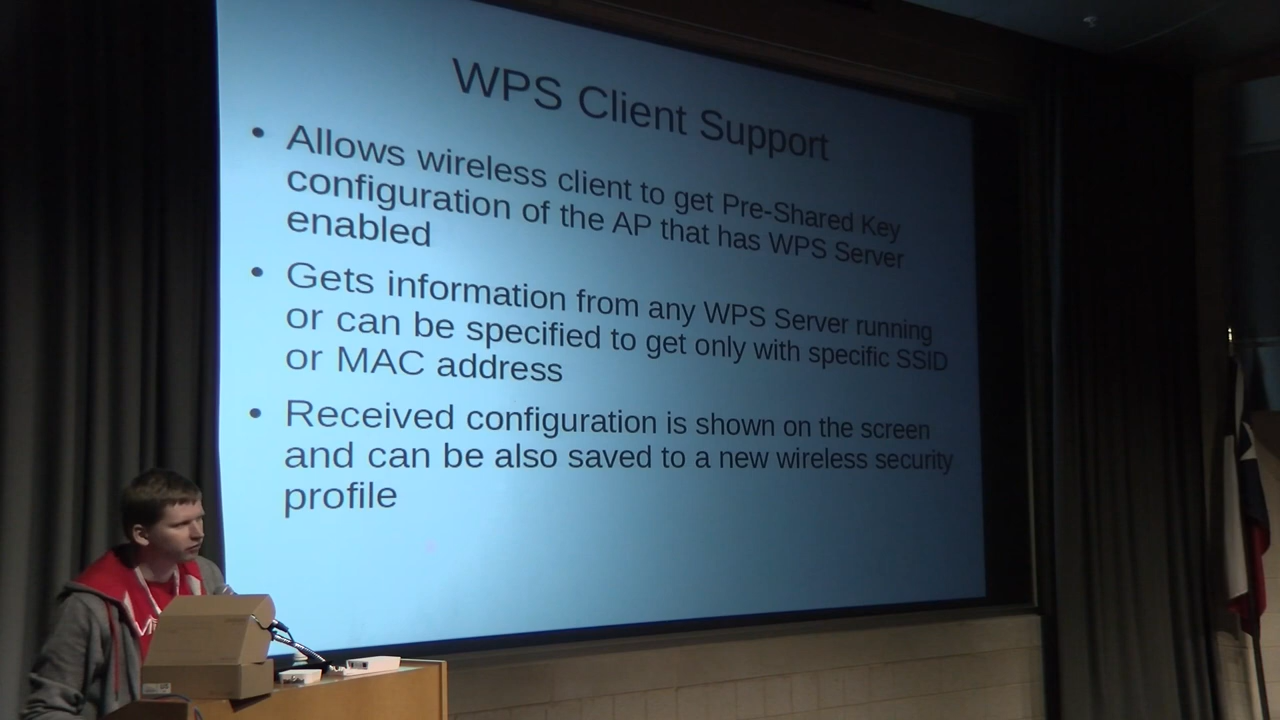 WPS Client Support
• Allows wireless client to get Pre-Shared Key
configuration of the AP that has WPS Server
enabled
• Gets information from any WPS Server running
or can be specified to get only with specific SSID
or MAC address
• Received configuration is shown on the screen
and can be also saved to a new wireless security
profile